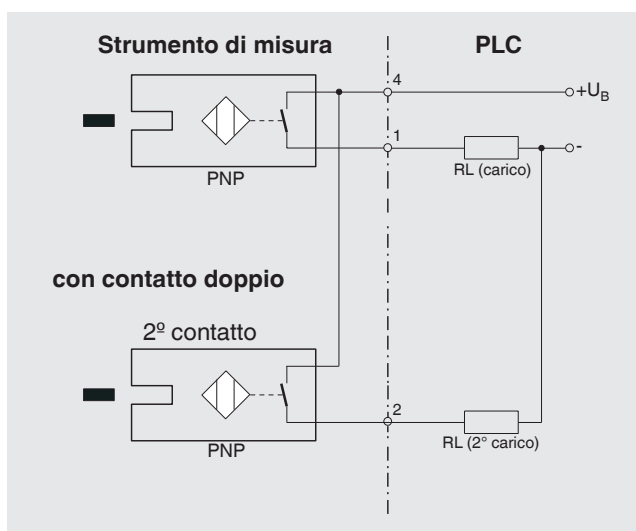 Strumento di misura
PLC
4
+U_B
1
-
RL (carico)
PNP
con contatto doppio
2º contatto
2
RL (2° carico)
PNP